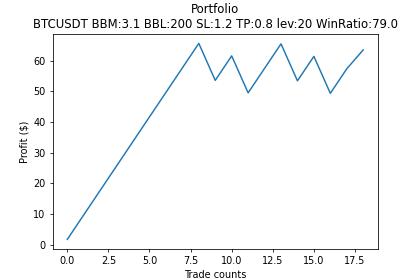 Portfolio
BTCUSDT BBM:3.1 BBL:200 SL:1.2 TP:0.8 lev:20 WinRatio:79.0
60
50
40
30
20
10
0
Profit ($)
0.0 2.5 5.0 7.5 10.0 12.5 15.0 17.5
Trade counts